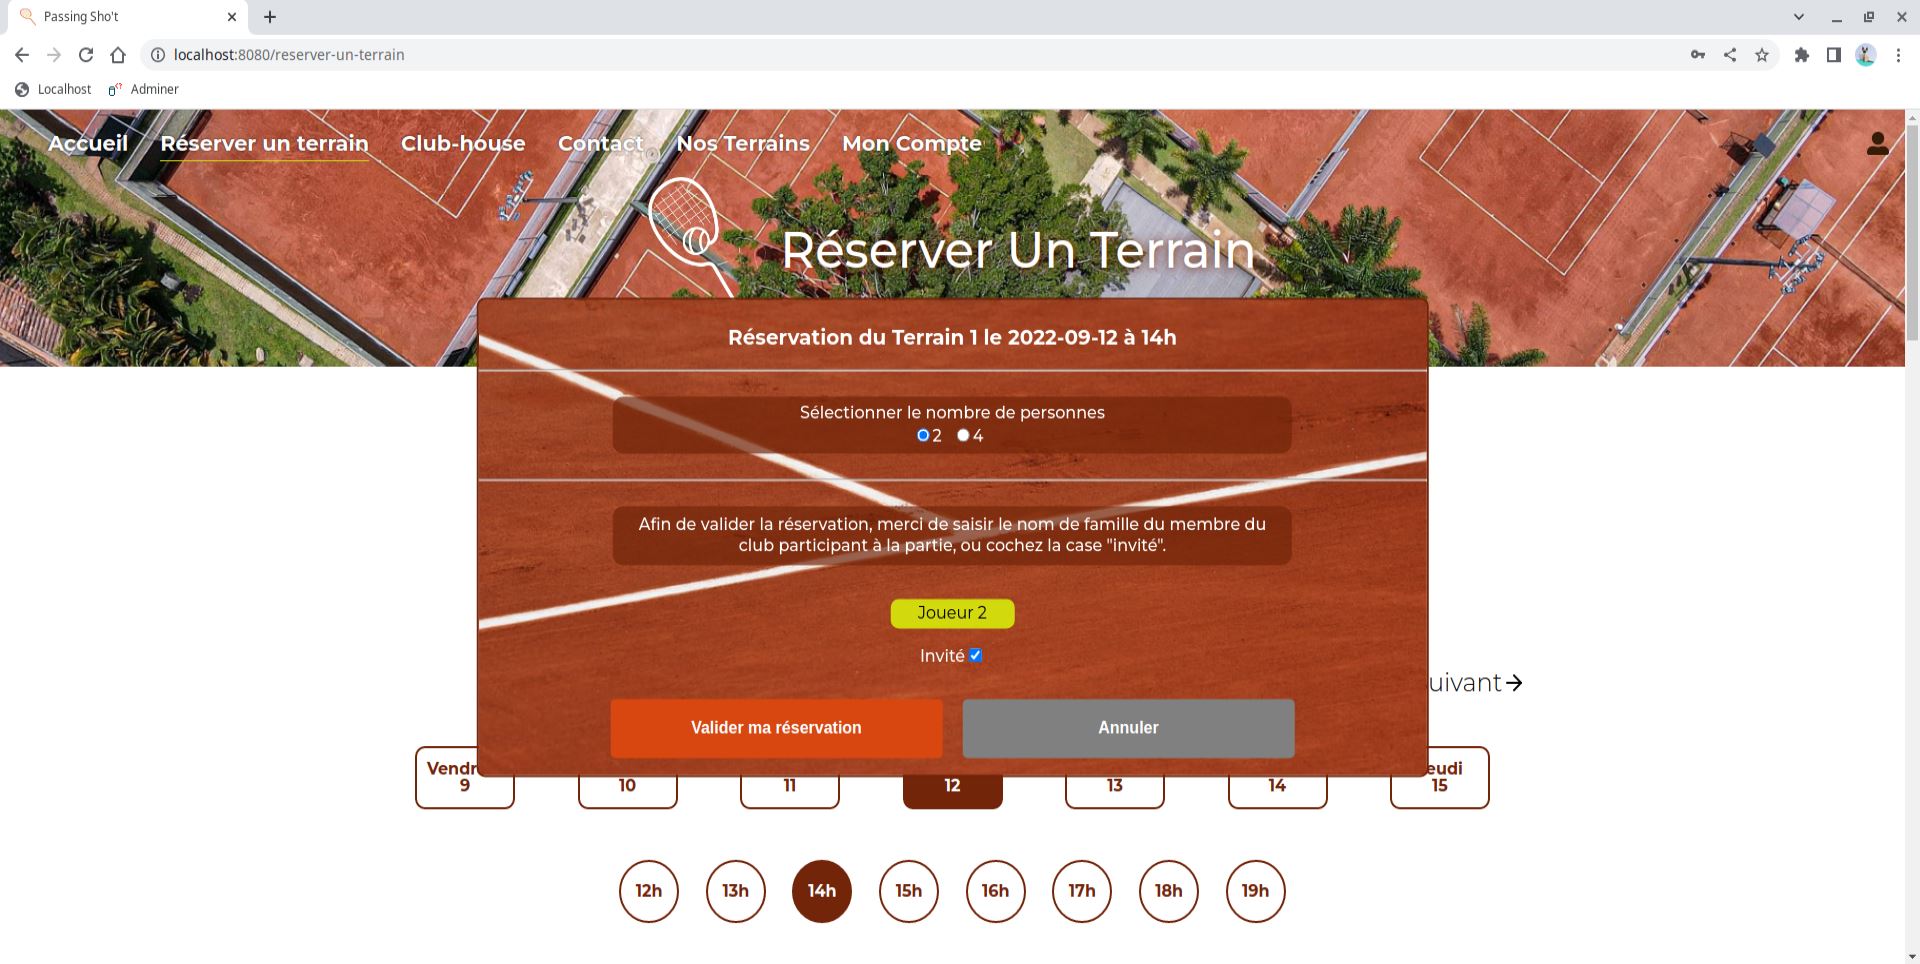 Passing Sho't
localhost:8080/reserver-un-terrain
Localhost
Adminer
Accueil
Réserver un terrain
Club-house
Contact
Nos Terrains
Mon Compte
Réserver Un Terrain
Réservation du Terrain 1 le 2022-09-12 à 14h
Sélectionner le nombre de personnes
2 4
Afin de valider la réservation, merci de saisir le nom de famille du membre du
club participant à la partie, ou cochez la case "invité".
Joueur 2
Invité
uivant
Valider ma réservation
Annuler
Vendr
eudi
9
10
11
12
13
14
15
12h
13h
14h
15h
16h
17h
18h
19h